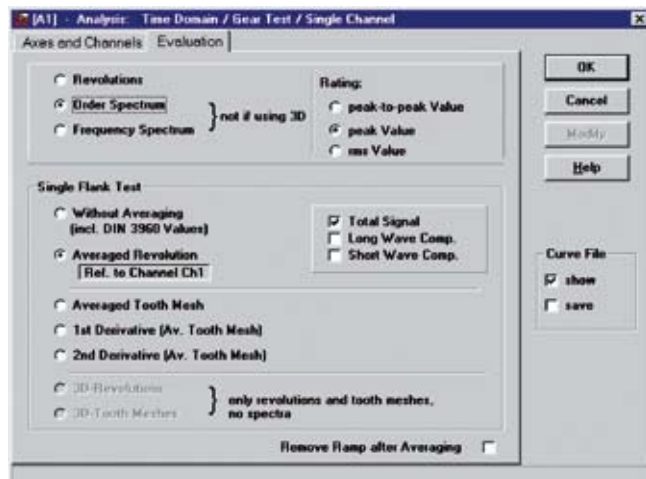 [A1] - Analysis: Time Domain / Gear Test / Single Channel
Axes and Channels
Evaluation
Revolutions
Order Spectrum
Frequency Spectrum
not if using 3D
Rating:
peak-to-peak Value
peak Value
rms Value
OK
Cancel
Modify
Help
Single Flank Test
Without Averaging
(incl. DIN 3960 Values)
Averaged Revolution
Ref. to Channel Ch1
Total Signal
Long Wave Comp.
Short Wave Comp.
Averaged Tooth Mesh
1st Derivative (Av. Tooth Mesh)
2nd Derivative (Av. Tooth Mesh)
3D-Revolutions
3D-Tooth Meshes
only revolutions and tooth meshes,
no spectra
Curve File
show
save
Remove Ramp after Averaging